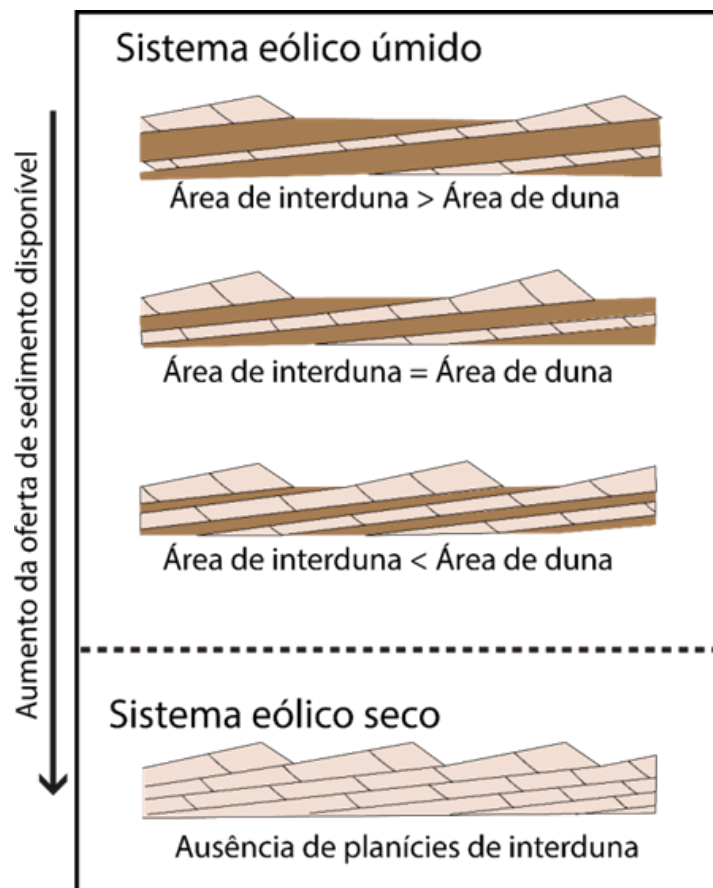 Sistema eólico úmido
Área de interduna > Área de duna
Área de interduna = Área de duna
Área de interduna < Área de duna
Sistema eólico seco
Ausência de planícies de interduna
Aumento da oferta de sedimento disponível